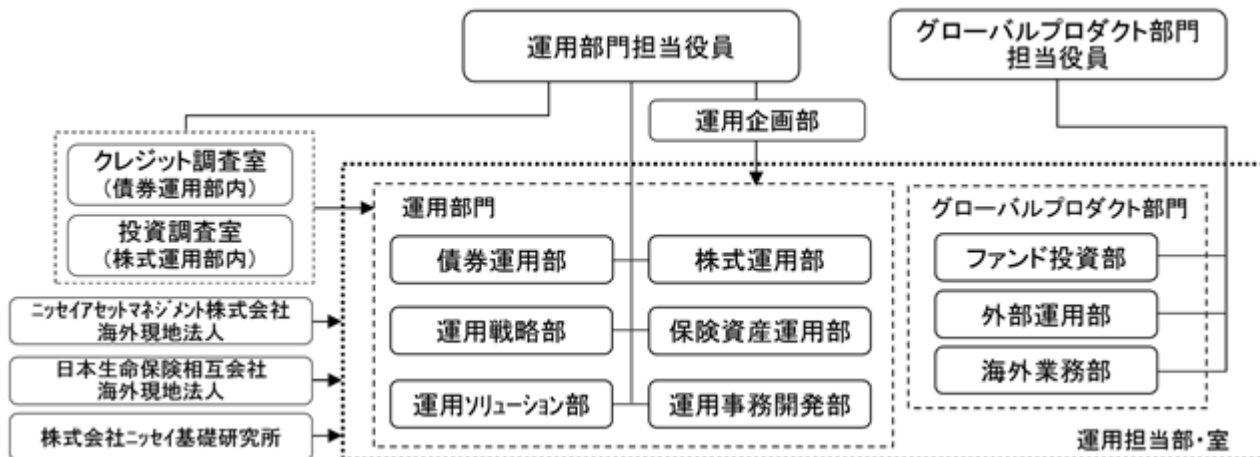 運用部門担当役員
グローバルプロダクト部門
担当役員
運用企画部
クレジット調査室
(債券運用部内)
投資調査室
(株式運用部内)
ニッセイアセットマネジメント株式会社
海外現地法人
日本生命保険相互会社
海外現地法人
株式会社ニッセイ基礎研究所
運用部門
債券運用部
株式運用部
運用戦略部
保険資産運用部
運用ソリューション部
運用事務開発部
グローバルプロダクト部門
ファンド投資部
外部運用部
海外業務部
運用担当部・室